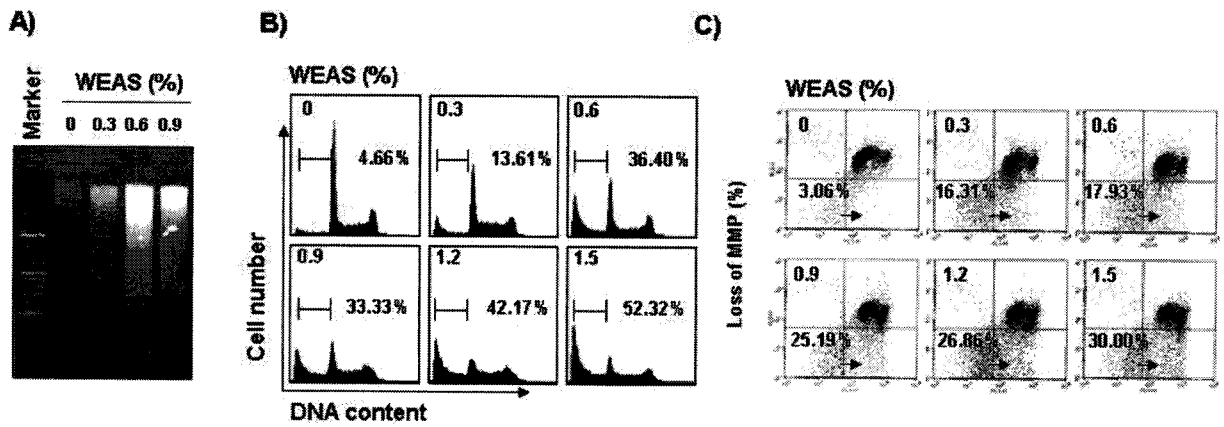 A)
WEAS (%)
Marker
0 0.3 0.6 0.9
B)
WEAS (%)
0
4.66%
0.3
13.61%
0.6
36.40%
0.9
33.33%
1.2
42.17%
1.5
52.32%
Cell number
DNA content
C)
WEAS (%)
0
3.06%
0.3
16.31%
0.6
17.93%
0.9
25.19%
1.2
26.86%
1.5
30.00%
Loss of MMP (%)